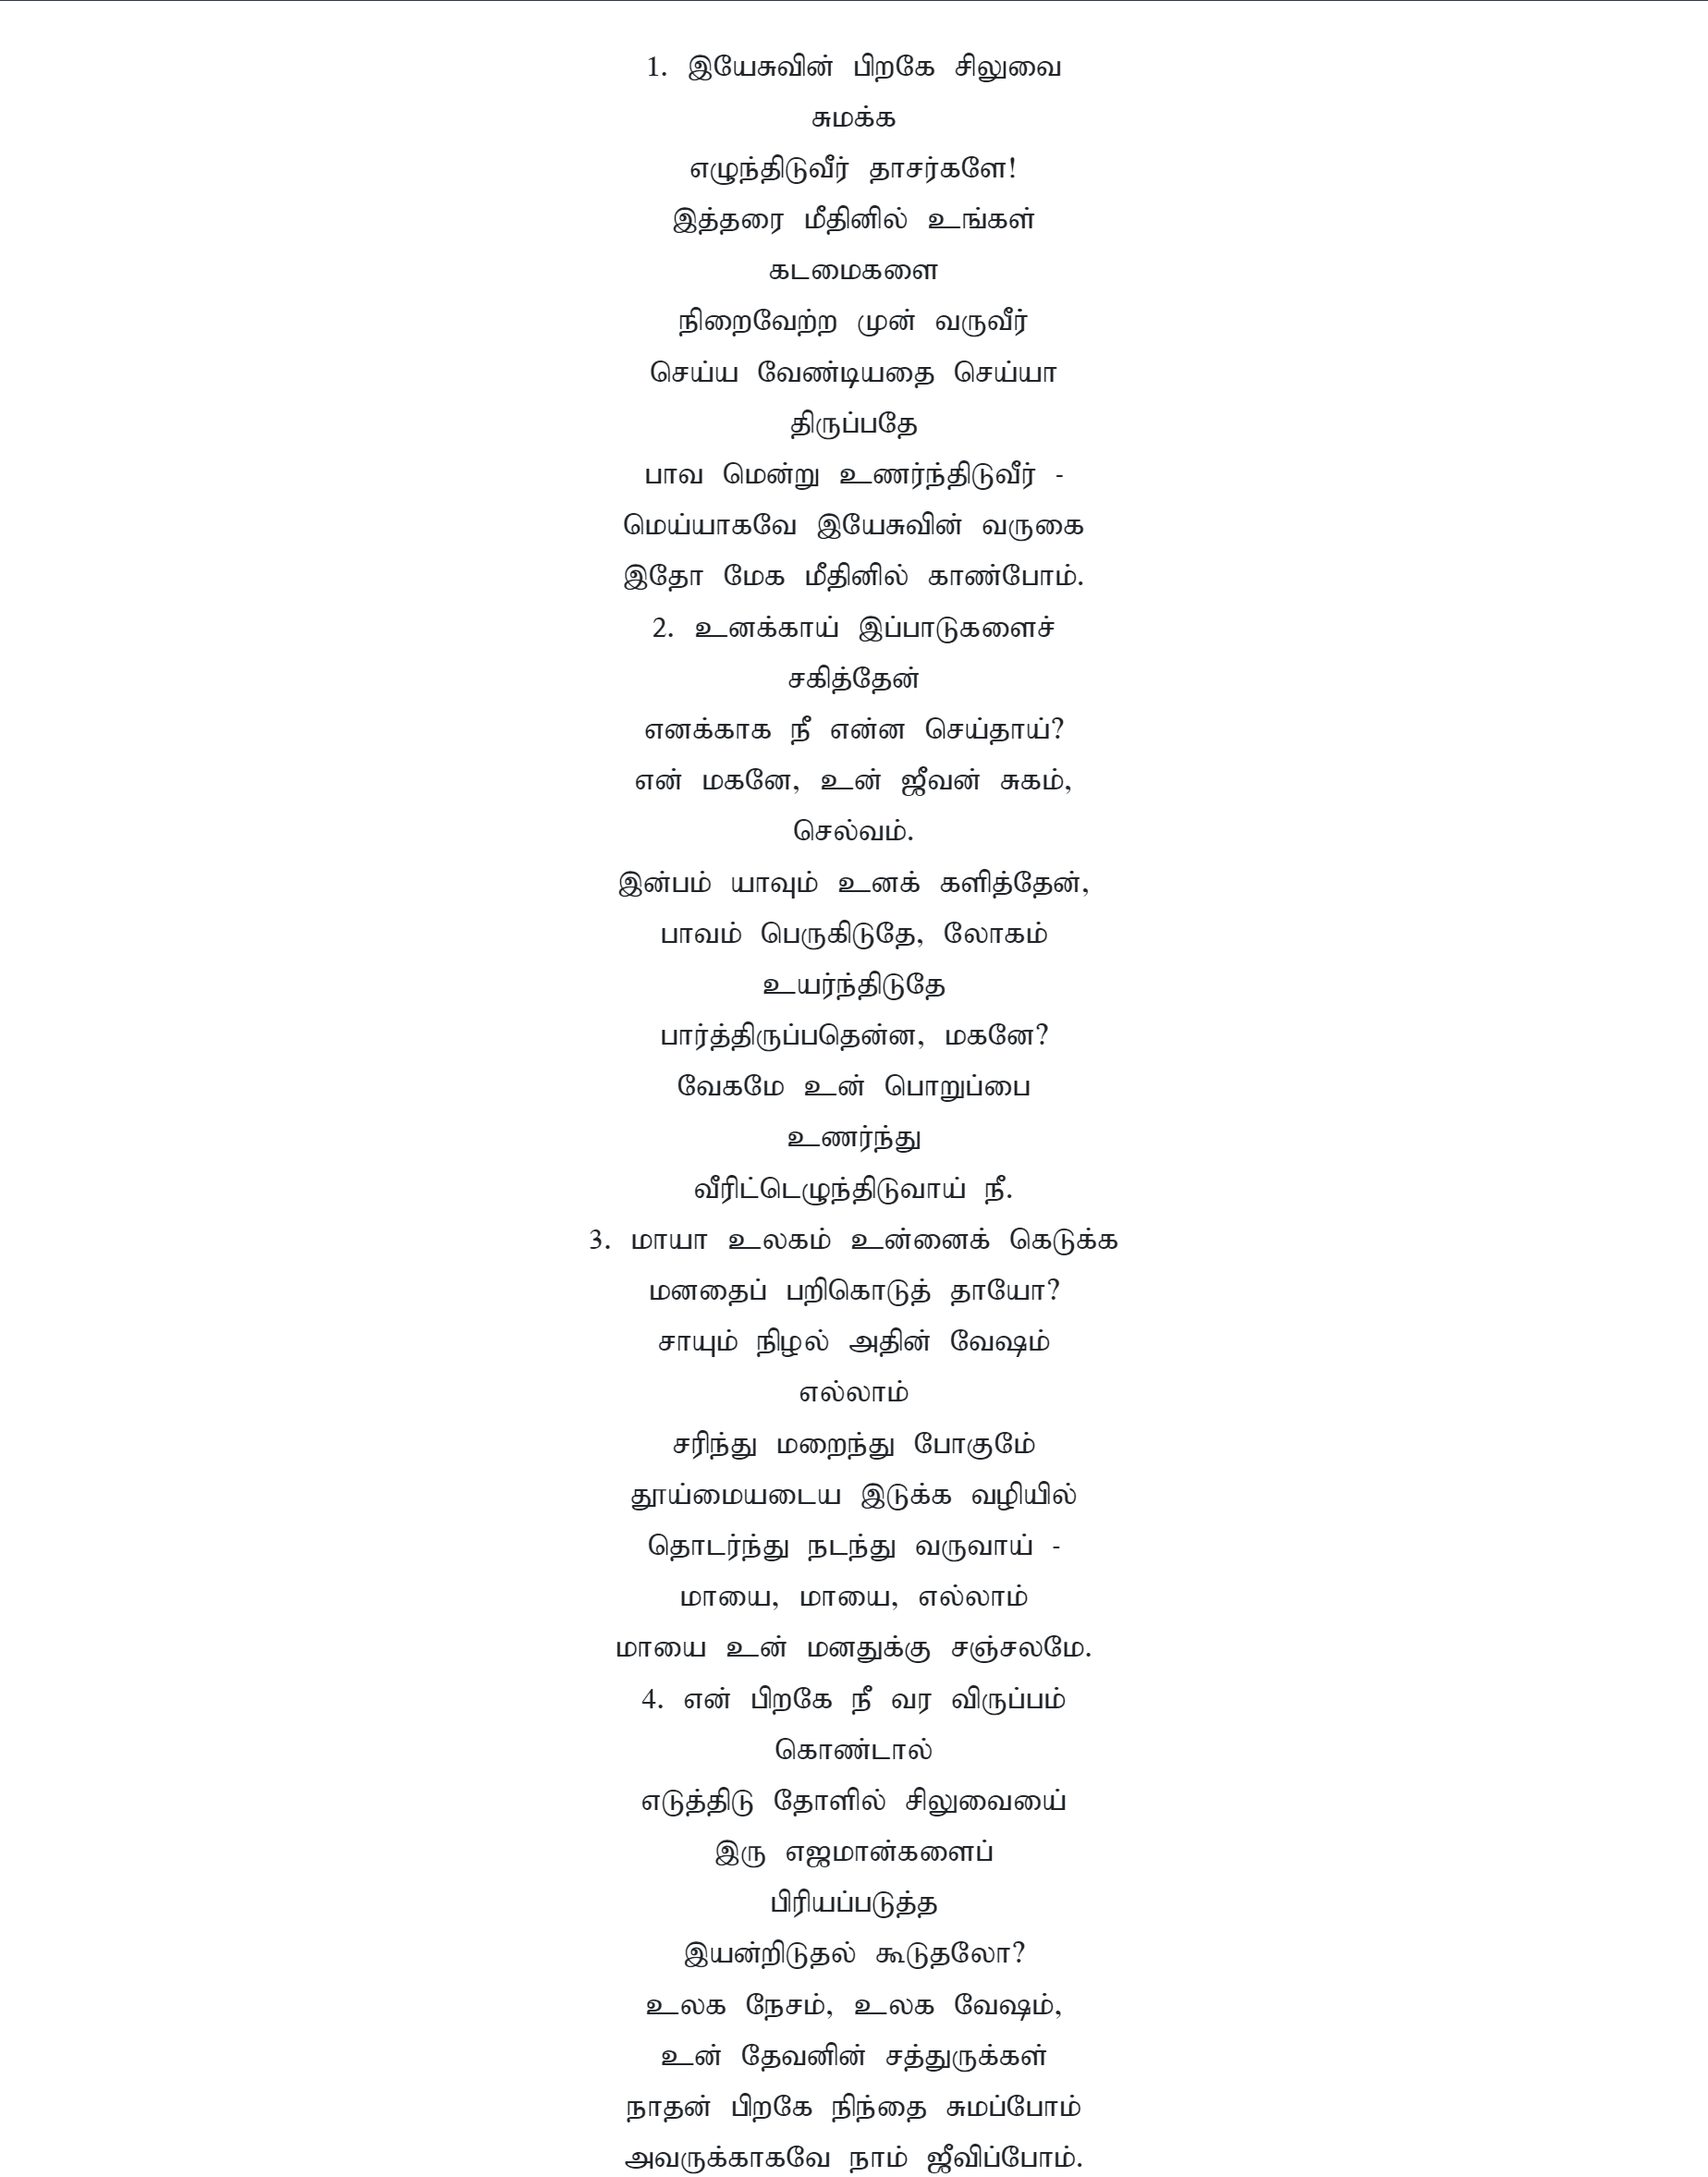 1. இயேசுவின் பிறகே சிலுவை
சுமக்க
எழுந்திடுவீர் தாசர்களே!
இத்தரை மீதினில் உங்கள்
கடமைகளை
நிறைவேற்ற முன் வருவீர்
செய்ய வேண்டியதை செய்யா
திருப்பதே
பாவ மென்று உணர்ந்திடுவீர் -
மெய்யாகவே இயேசுவின் வருகை
இதோ மேக மீதினில் காண்போம்.
2. உனக்காய் இப்பாடுகளைச்
சகித்தேன்
எனக்காக நீ என்ன செய்தாய்?
என் மகனே, உன் ஜீவன் சுகம்,
செல்வம்.
இன்பம் யாவும் உனக் களித்தேன்,
பாவம் பெருகிடுதே, லோகம்
உயர்ந்திடுதே
பார்த்திருப்பதென்ன, மகனே?
வேகமே உன் பொறுப்பை
உணர்ந்து
வீரிட்டெழுந்திடுவாய் நீ.
3. மாயா உலகம் உன்னைக் கெடுக்க
மனதைப் பறிகொடுத் தாயோ?
சாயும் நிழல் அதின் வேஷம்
எல்லாம்
சரிந்து மறைந்து போகுமே்
தூய்மையடைய இடுக்க வழியில்
தொடர்ந்து நடந்து வருவாய் -
மாயை, மாயை, எல்லாம்
மாயை உன் மனதுக்கு சஞ்சலமே.
4. என் பிறகே நீ வர விருப்பம்
கொண்டால்
எடுத்திடு தோளில் சிலுவையை்
இரு எஜமான்களைப்
பிரியப்படுத்த
இயன்றிடுதல் கூடுதலோ?
உலக நேசம், உலக வேஷம்,
உன் தேவனின் சத்துருக்கள்
நாதன் பிறகே நிந்தை சுமப்போம்
அவருக்காகவே நாம் ஜீவிப்போம்.